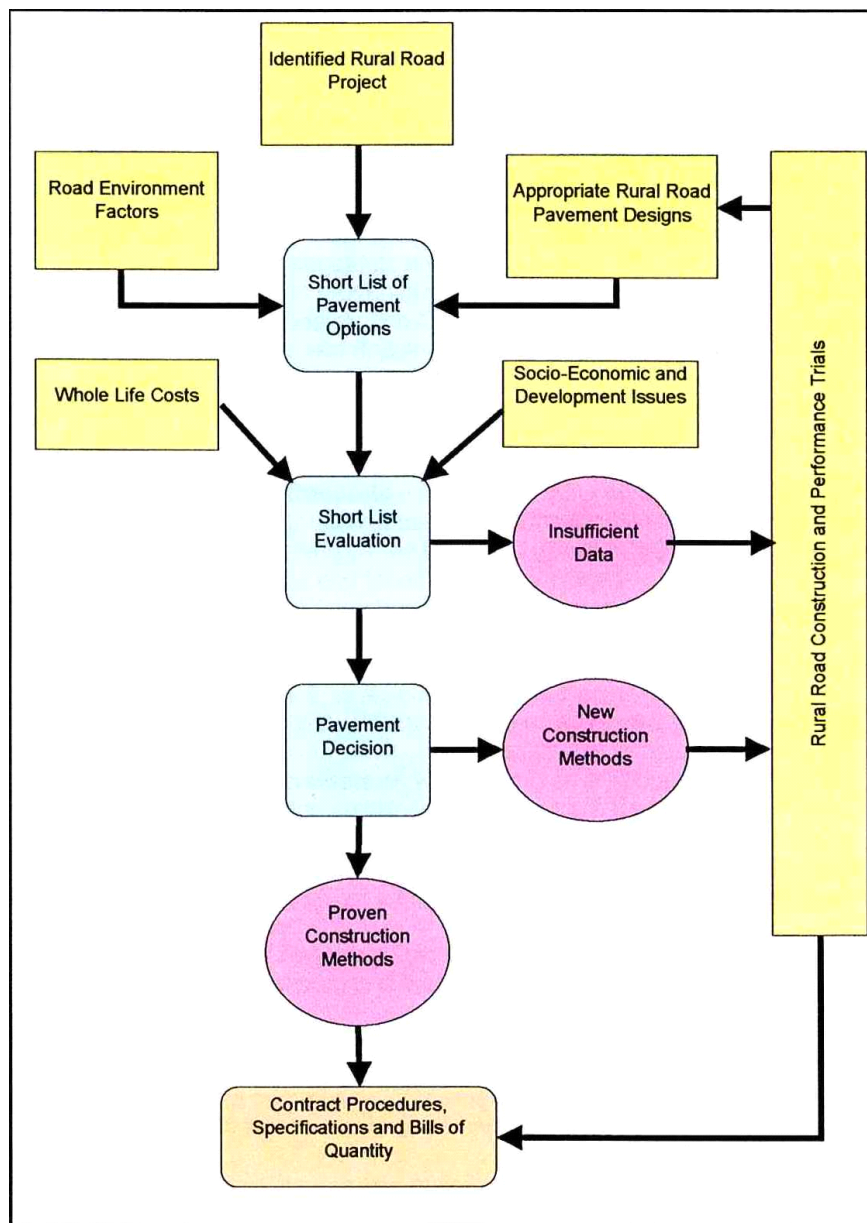 Identified Rural Road
Project
Road Environment
Factors
Appropriate Rural Road
Pavement Designs
Short List of
Pavement
Options
Whole Life Costs
Socio-Economic and
Development Issues
Short List
Evaluation
Insufficient
Data
Pavement
Decision
New
Construction
Methods
Proven
Construction
Methods
Contract Procedures,
Specifications and Bills of
Quantity
Rural Road Construction and Performance Trials